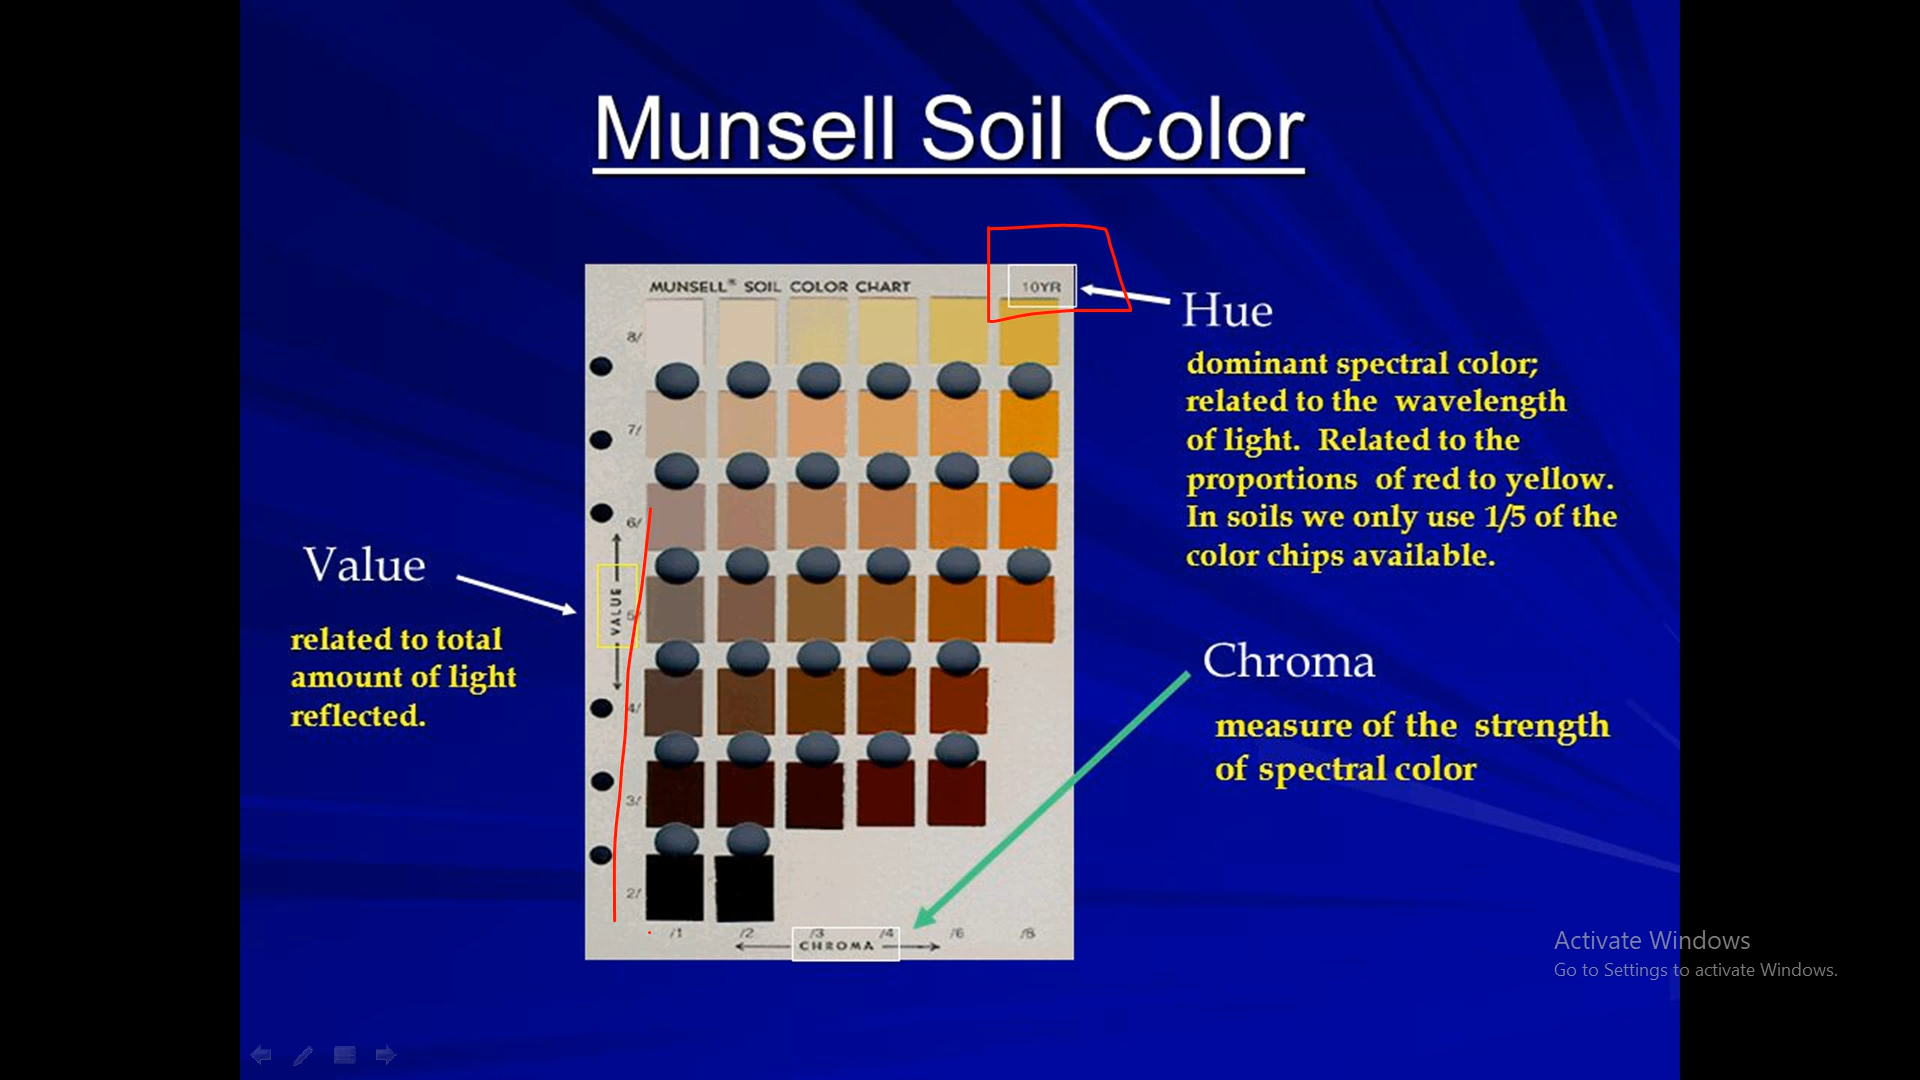 Munsell Soil Color
MUNSELL® SOIL COLOR CHART
10YR
8/
7/
6/
5/
4/
3/
2/
VALUE
/1 /2 /3 /4 /6 /8
CHROMA
Hue
dominant spectral color;
related to the wavelength
of light. Related to the
proportions of red to yellow.
In soils we only use 1/5 of the
color chips available.
Value
related to total
amount of light
reflected.
Chroma
measure of the strength
of spectral color
Activate Windows
Go to Settings to activate Windows.